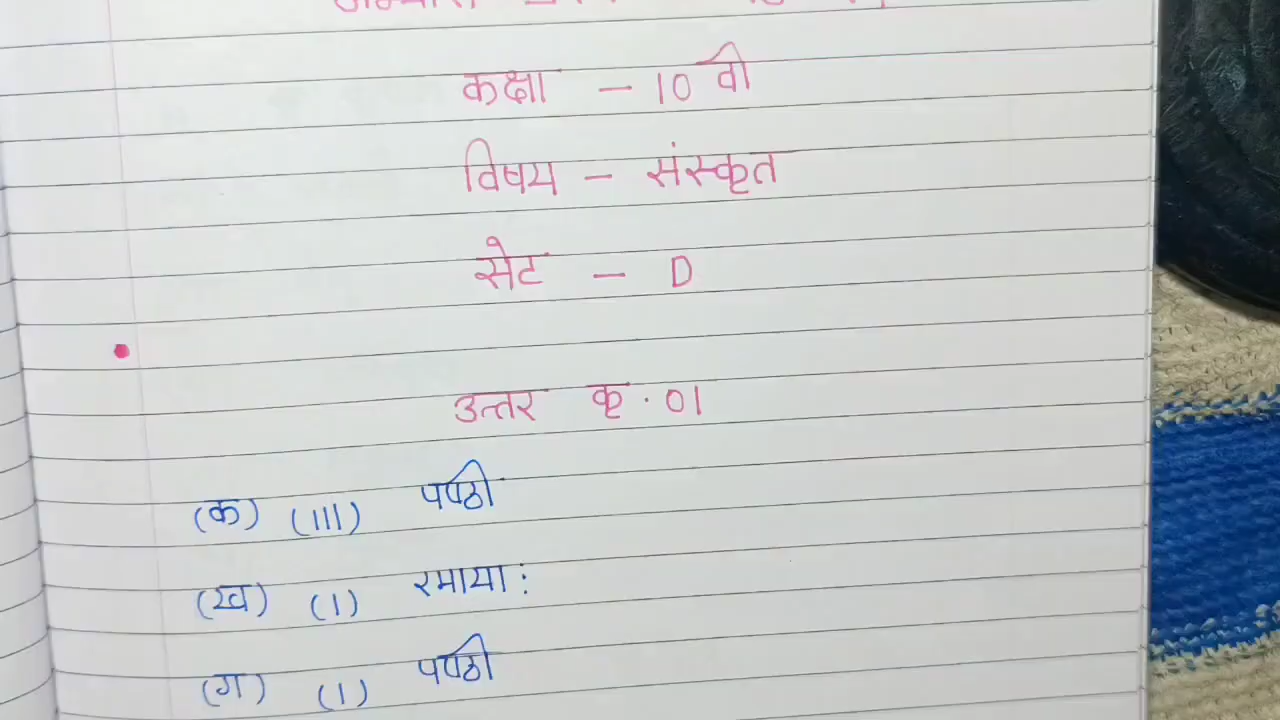 कक्षा – 10 वी
विषय – संस्कृत
सेट – D
उत्तर कृ. 01
(क) (III) षष्ठी
(ख) (I) रमाया:
(ग) (I) षष्ठी